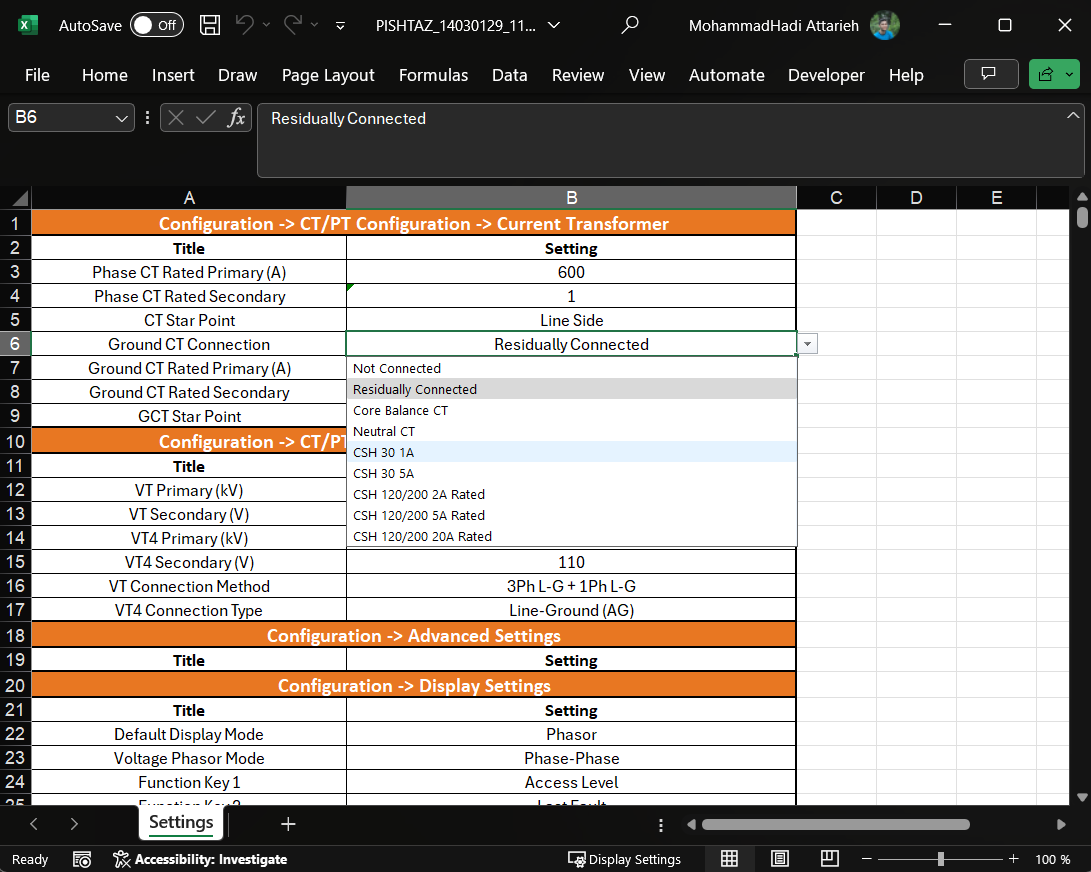 AutoSave Off PISHTAZ_14030129_11... MohammadHadi Attarieh
File Home Insert Draw Page Layout Formulas Data Review View Automate Developer Help
B6 fx Residually Connected
A B C D E
1 Configuration -> CT/PT Configuration -> Current Transformer
2 Title Setting
3 Phase CT Rated Primary (A) 600
4 Phase CT Rated Secondary 1
5 CT Star Point Line Side
6 Ground CT Connection Residually Connected
7 Ground CT Rated Primary (A)
8 Ground CT Rated Secondary
9 GCT Star Point
Not Connected
Residually Connected
Core Balance CT
Neutral CT
CSH 30 1A
CSH 30 5A
CSH 120/200 2A Rated
CSH 120/200 5A Rated
CSH 120/200 20A Rated
10 Configuration -> CT/PT
11 Title
12 VT Primary (kV)
13 VT Secondary (V)
14 VT4 Primary (kV)
15 VT4 Secondary (V) 110
16 VT Connection Method 3Ph L-G + 1Ph L-G
17 VT4 Connection Type Line-Ground (AG)
18 Configuration -> Advanced Settings
19 Title Setting
20 Configuration -> Display Settings
21 Title Setting
22 Default Display Mode Phasor
23 Voltage Phasor Mode Phase-Phase
24 Function Key 1 Access Level
25 Function Key 2 Last Fault
Settings
Ready Accessibility: Investigate Display Settings 100 %